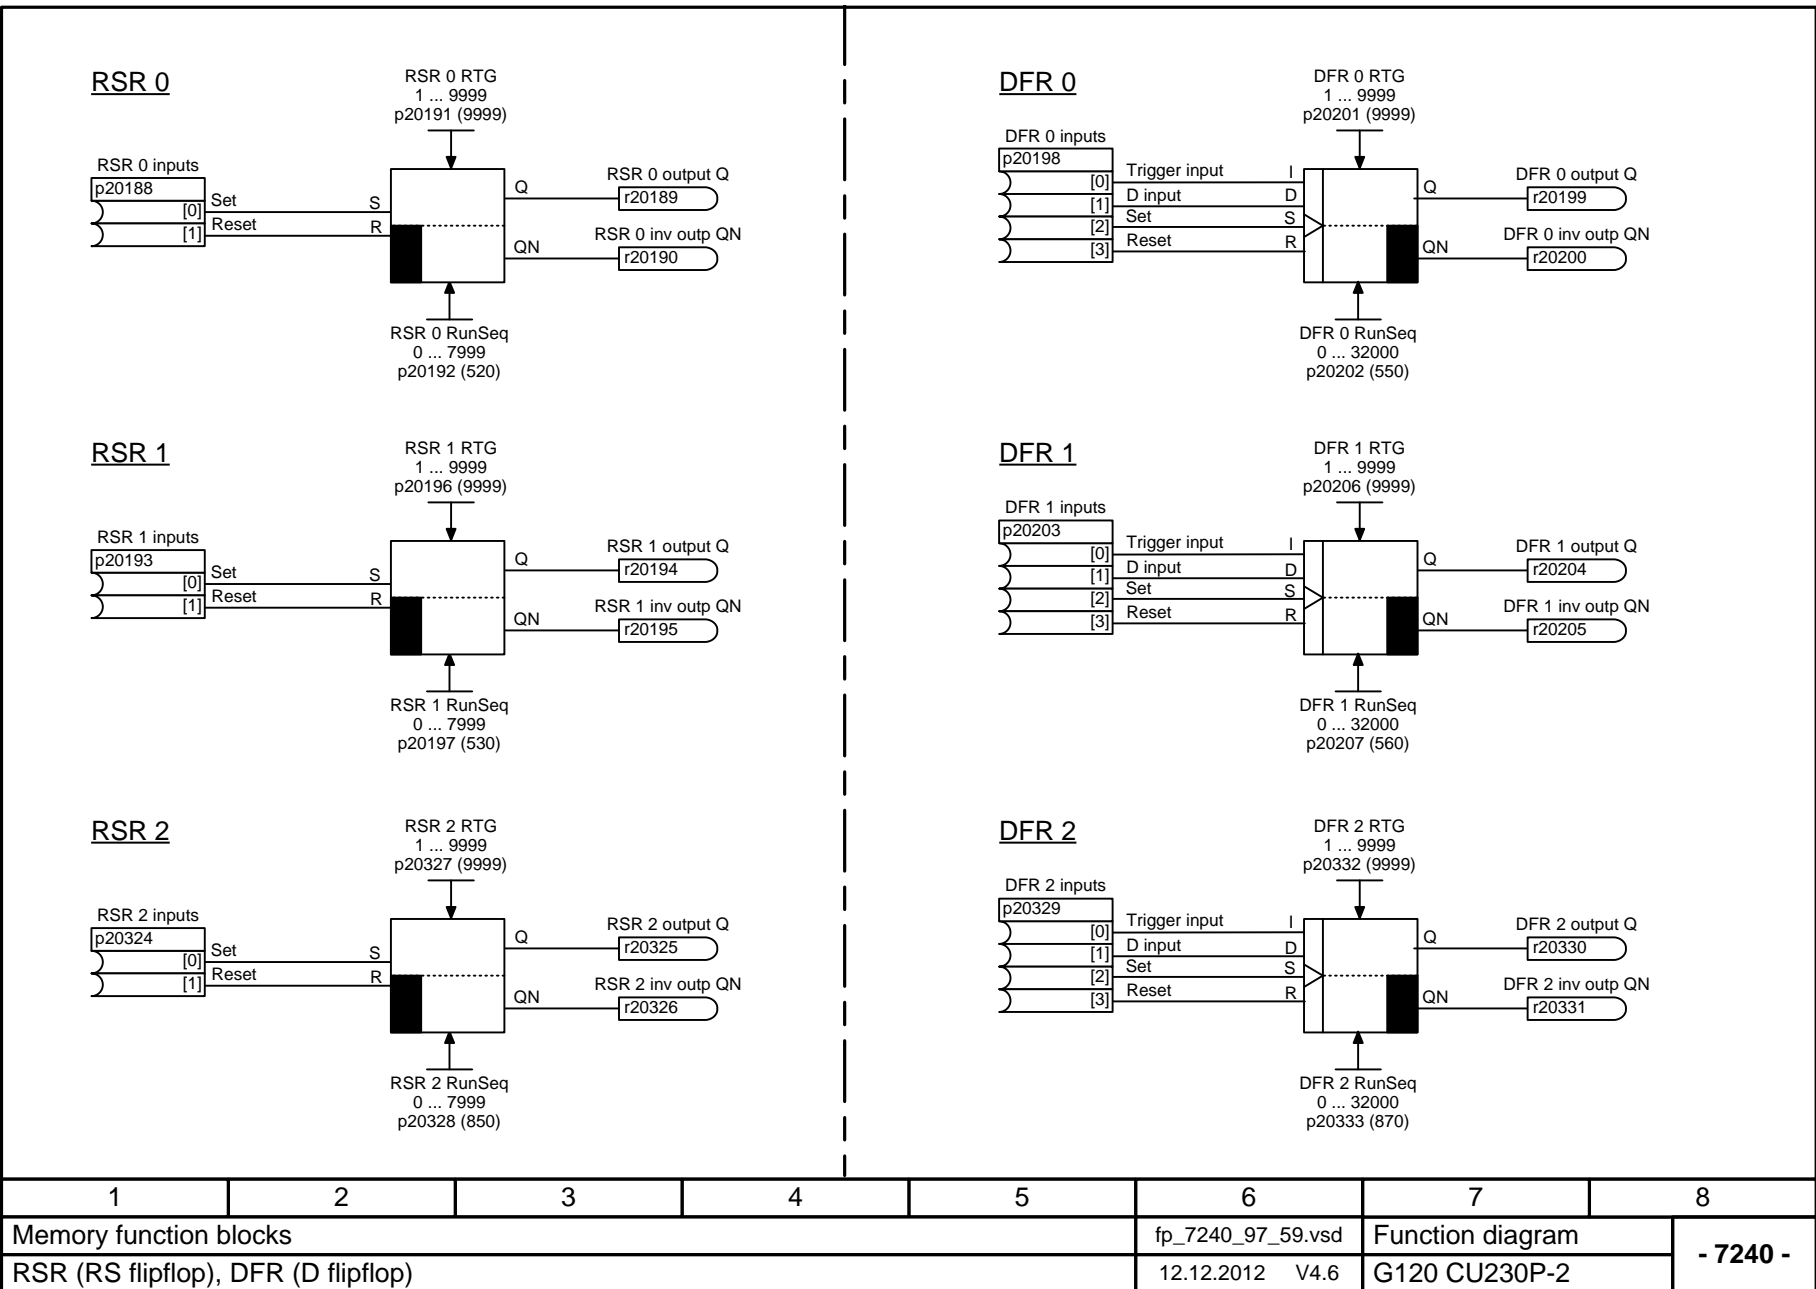 RSR 0
RSR 0 RTG
1 ... 9999
p20191 (9999)
RSR 0 inputs
p20188
[0]
Set
S
[1]
Reset
R
Q
RSR 0 output Q
r20189
QN
RSR 0 inv outp QN
r20190
RSR 0 RunSeq
0 ... 7999
p20192 (520)
RSR 1
RSR 1 RTG
1 ... 9999
p20196 (9999)
RSR 1 inputs
p20193
[0]
Set
S
[1]
Reset
R
Q
RSR 1 output Q
r20194
QN
RSR 1 inv outp QN
r20195
RSR 1 RunSeq
0 ... 7999
p20197 (530)
RSR 2
RSR 2 RTG
1 ... 9999
p20327 (9999)
RSR 2 inputs
p20324
[0]
Set
S
[1]
Reset
R
Q
RSR 2 output Q
r20325
QN
RSR 2 inv outp QN
r20326
RSR 2 RunSeq
0 ... 7999
p20328 (850)
DFR 0
DFR 0 RTG
1 ... 9999
p20201 (9999)
DFR 0 inputs
p20198
[0]
Trigger input
I
[1]
D input
D
[2]
Set
S
[3]
Reset
R
Q
DFR 0 output Q
r20199
QN
DFR 0 inv outp QN
r20200
DFR 0 RunSeq
0 ... 32000
p20202 (550)
DFR 1
DFR 1 RTG
1 ... 9999
p20206 (9999)
DFR 1 inputs
p20203
[0]
Trigger input
I
[1]
D input
D
[2]
Set
S
[3]
Reset
R
Q
DFR 1 output Q
r20204
QN
DFR 1 inv outp QN
r20205
DFR 1 RunSeq
0 ... 32000
p20207 (560)
DFR 2
DFR 2 RTG
1 ... 9999
p20332 (9999)
DFR 2 inputs
p20329
[0]
Trigger input
I
[1]
D input
D
[2]
Set
S
[3]
Reset
R
Q
DFR 2 output Q
r20330
QN
DFR 2 inv outp QN
r20331
DFR 2 RunSeq
0 ... 32000
p20333 (870)
1 2 3 4 5 6 7 8
Memory function blocks
fp_7240_97_59.vsd
Function diagram
- 7240 -
RSR (RS flipflop), DFR (D flipflop)
12.12.2012 V4.6
G120 CU230P-2